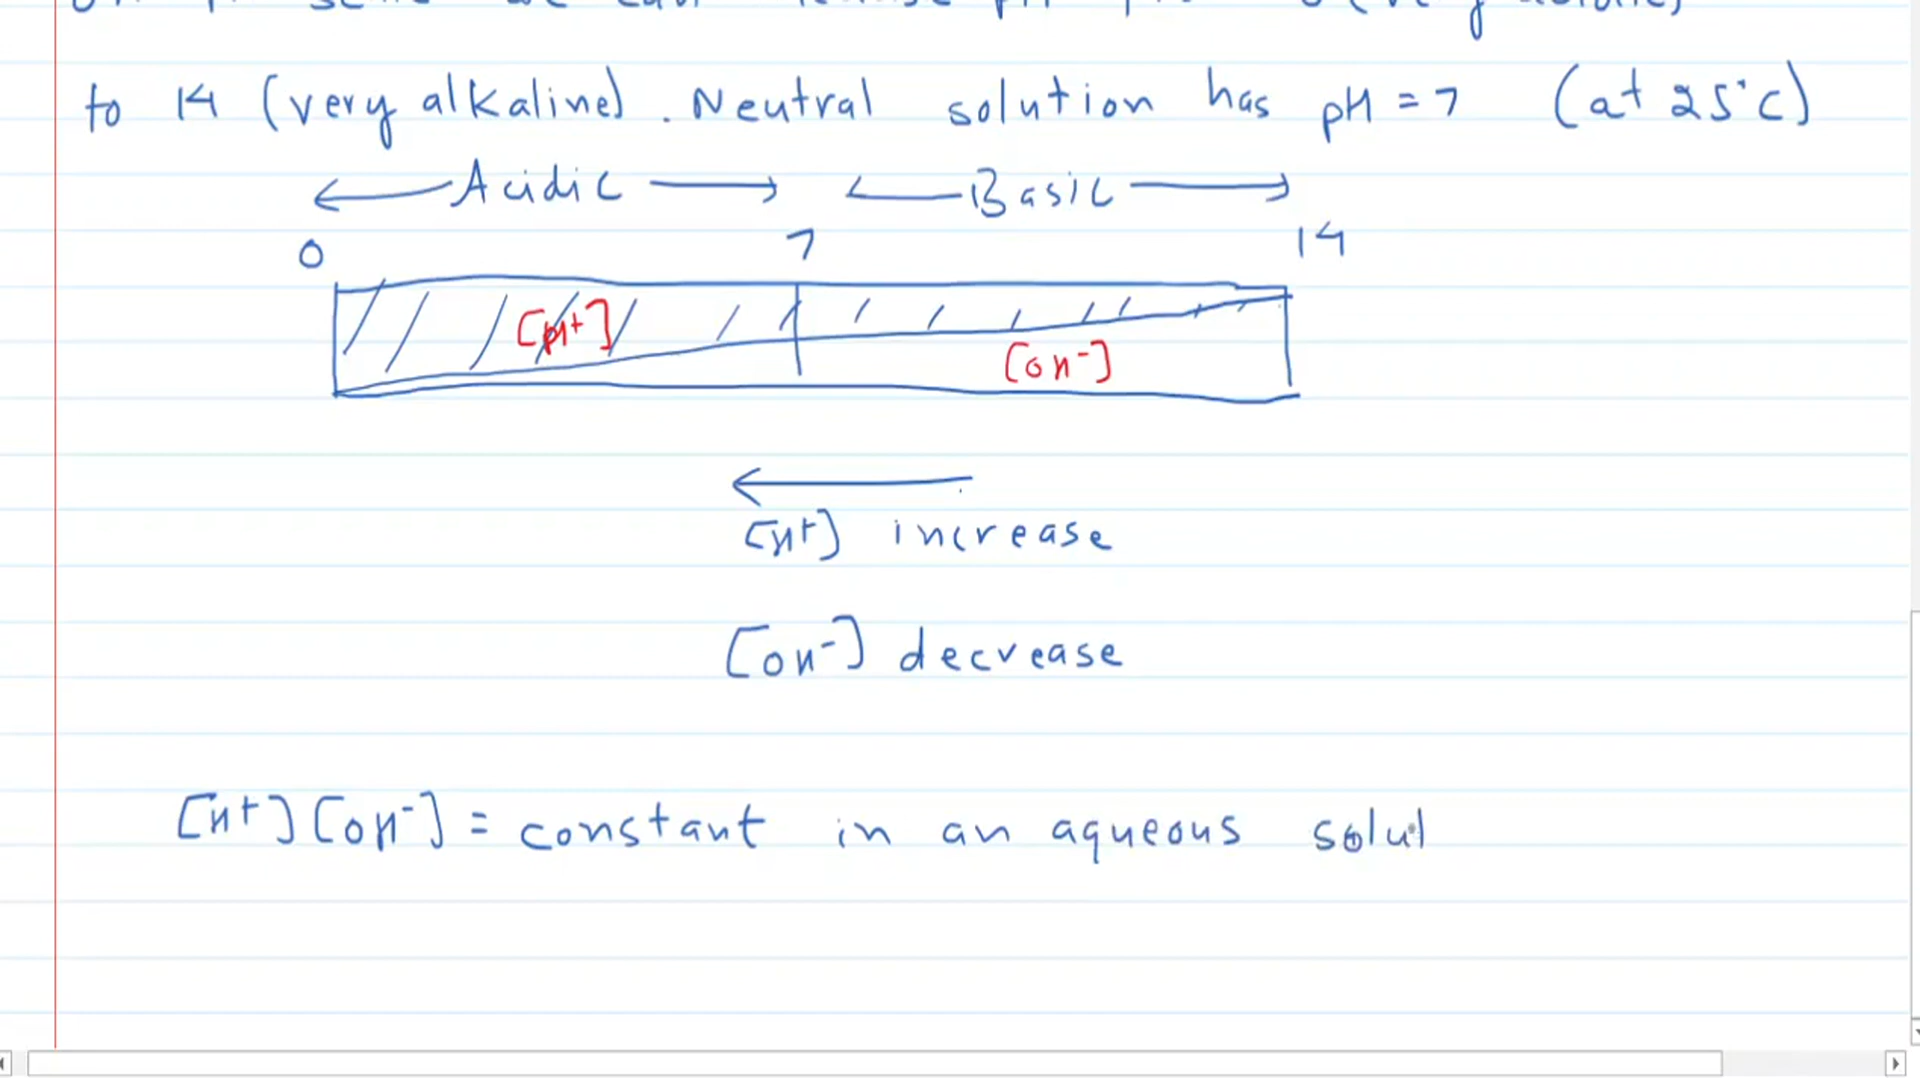 to 14 (very alkaline). Neutral solution has pH = 7 (at 25°C)
Acidic Basic
0 7 14
[H+]
[OH-]
[H+] increase
[OH-] decrease
[H+][OH-] = constant in an aqueous solut